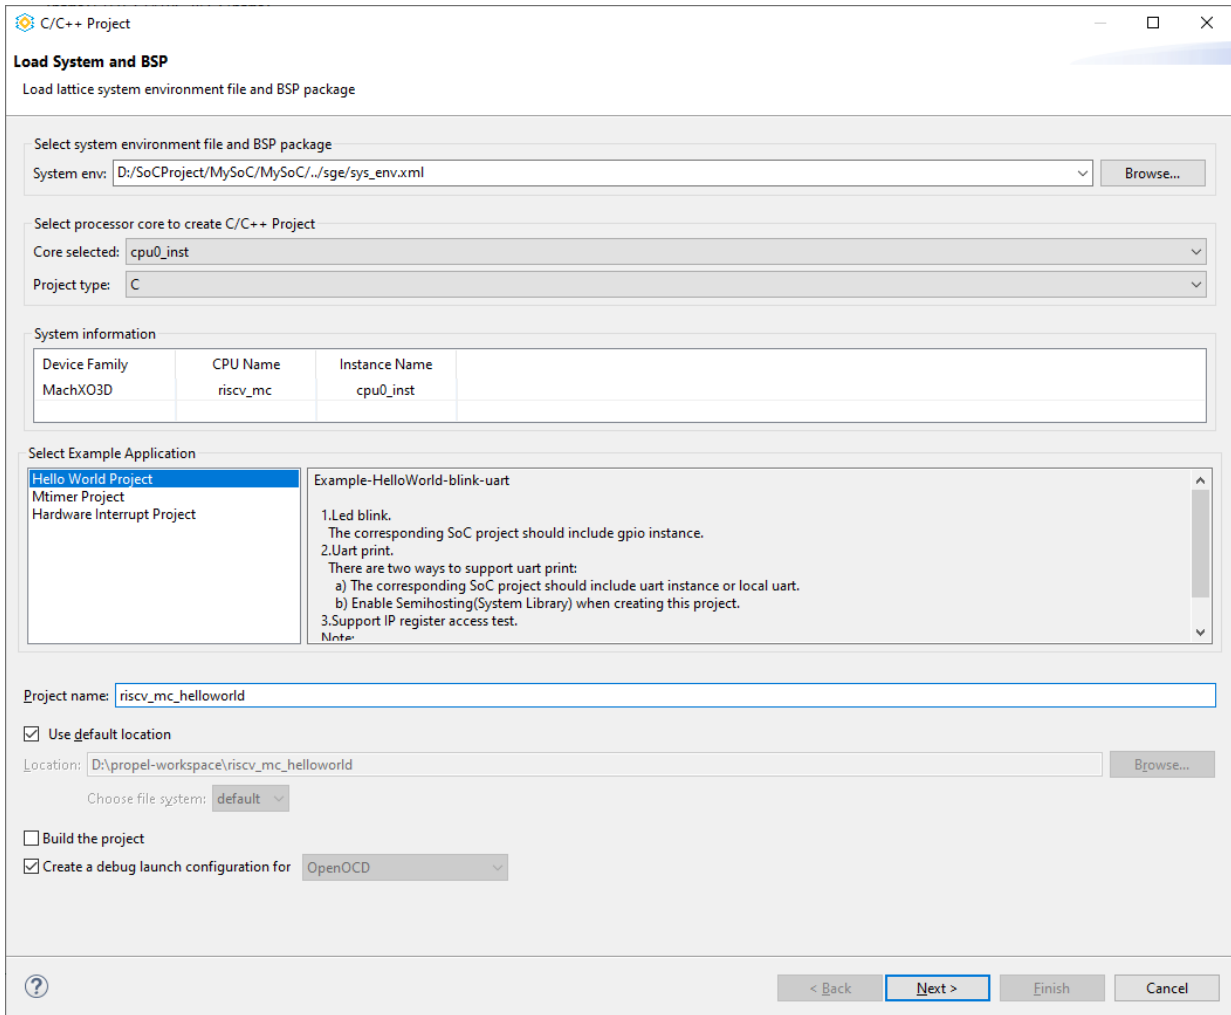 C/C++ Project
Load System and BSP
Load lattice system environment file and BSP package
Select system environment file and BSP package
System env: D:/SoCProject/MySoC/MySoC/../sge/sys_env.xml Browse...
Select processor core to create C/C++ Project
Core selected: cpu0_inst
Project type: C
System information
Device Family CPU Name Instance Name
MachXO3D riscv_mc cpu0_inst
Select Example Application
Hello World Project
Mtimer Project
Hardware Interrupt Project
Example-HelloWorld-blink-uart
1.Led blink.
The corresponding SoC project should include gpio instance.
2.Uart print.
There are two ways to support uart print:
a) The corresponding SoC project should include uart instance or local uart.
b) Enable Semihosting(System Library) when creating this project.
3.Support IP register access test.
Note:
Project name: riscv_mc_helloworld
Use default location
Location: D:\propel-workspace\riscv_mc_helloworld Browse...
Choose file system: default
Build the project
Create a debug launch configuration for OpenOCD
? < Back Next > Finish Cancel